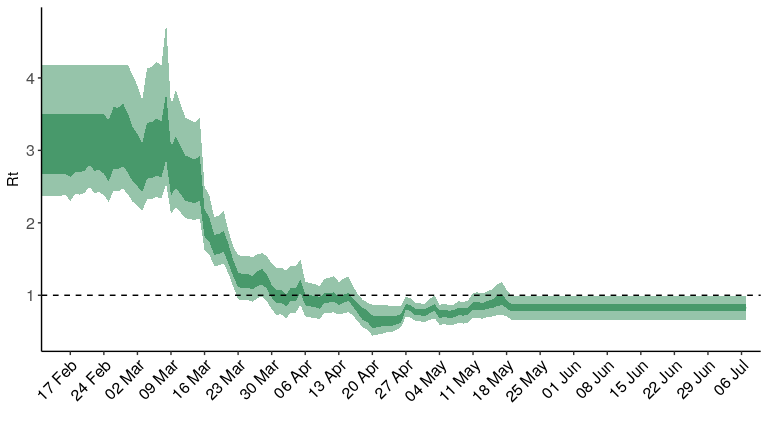 Rt
4
3
2
1
17 Feb
24 Feb
02 Mar
09 Mar
16 Mar
23 Mar
30 Mar
06 Apr
13 Apr
20 Apr
27 Apr
04 May
11 May
18 May
25 May
01 Jun
08 Jun
15 Jun
22 Jun
29 Jun
06 Jul